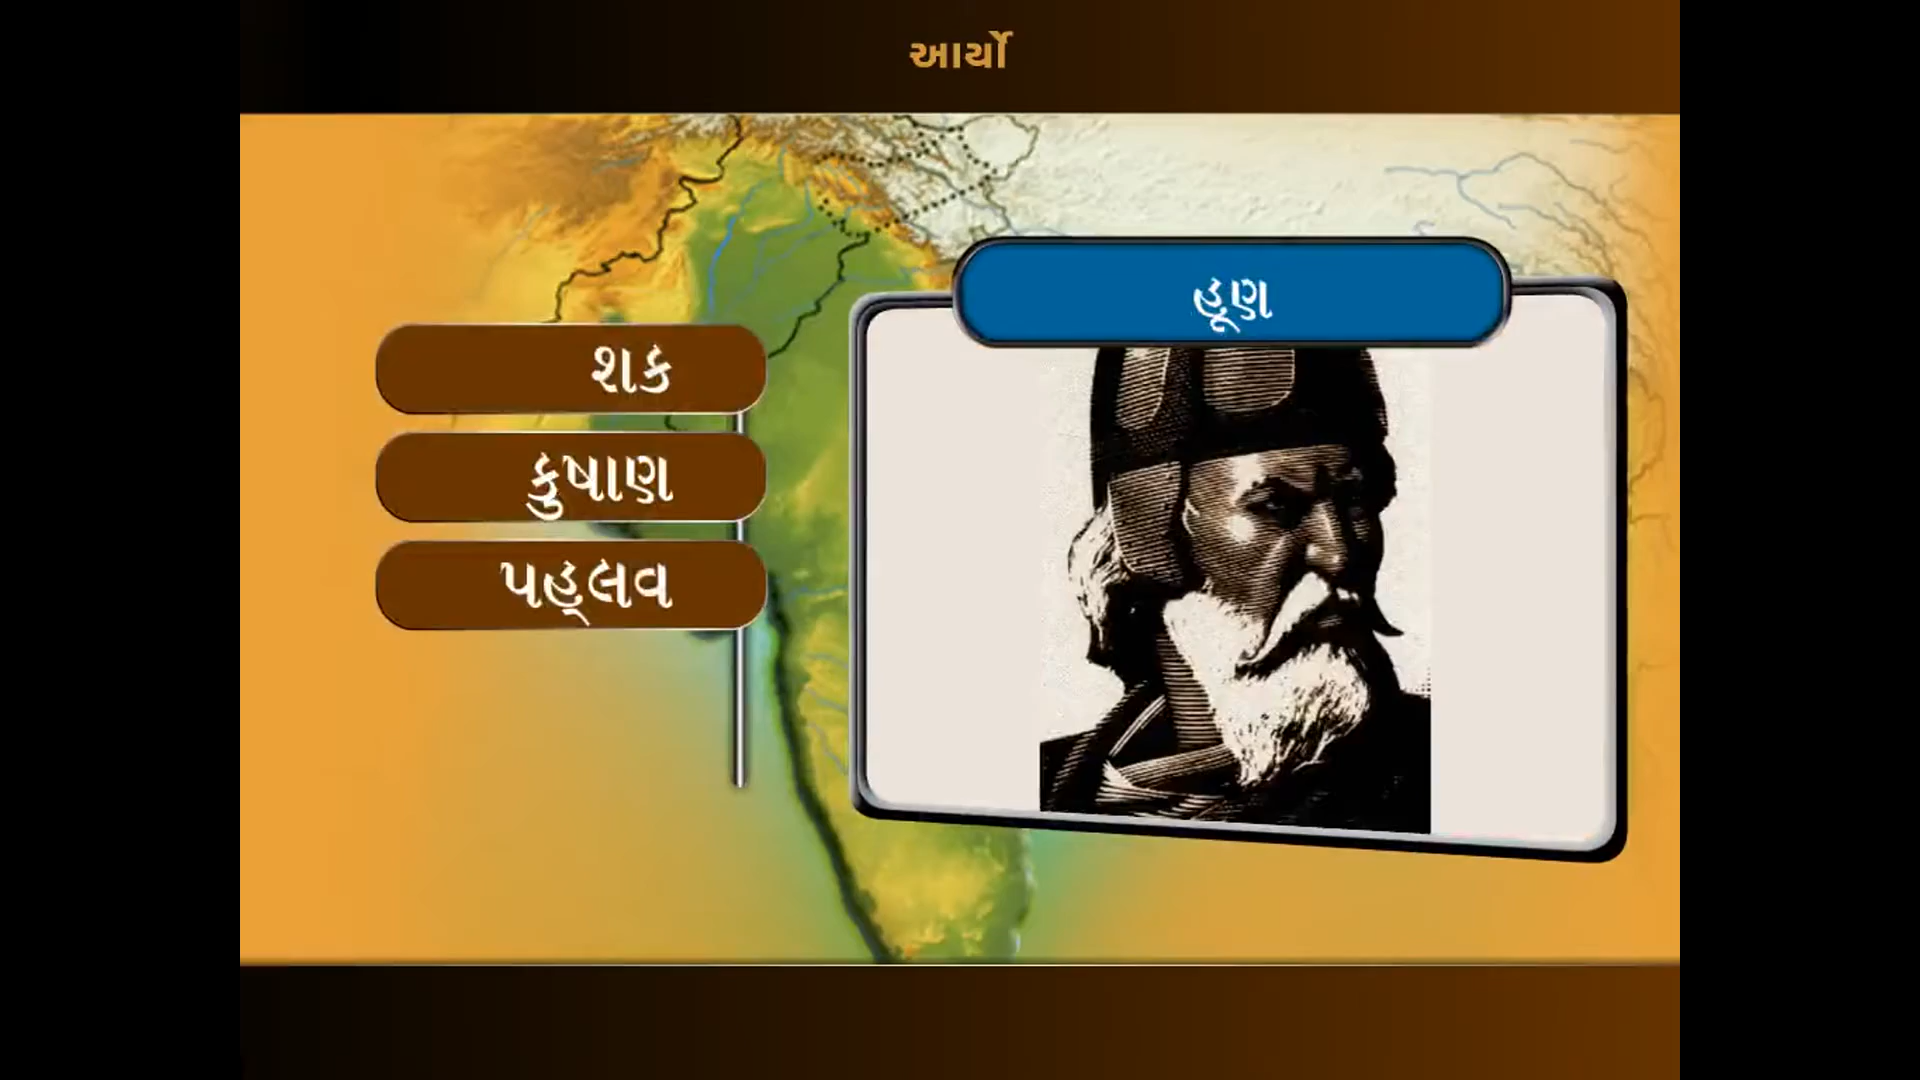 આર્યો
હૂણ
શક
કુષાણ
પહ્લવ